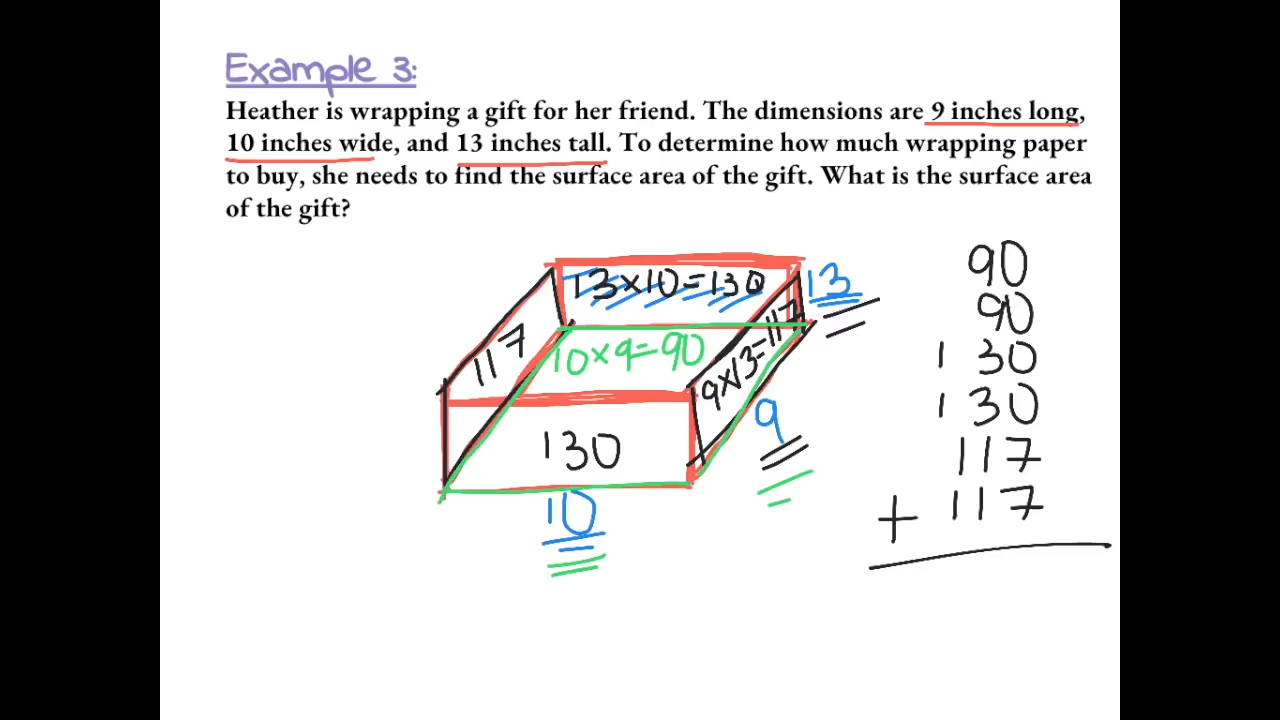 Example 3:
Heather is wrapping a gift for her friend. The dimensions are 9 inches long,
10 inches wide, and 13 inches tall. To determine how much wrapping paper
to buy, she needs to find the surface area of the gift. What is the surface area
of the gift?
13×10=130
13
117
10×9=90
9×13=117
9
130
10
90
90
130
130
117
+ 117